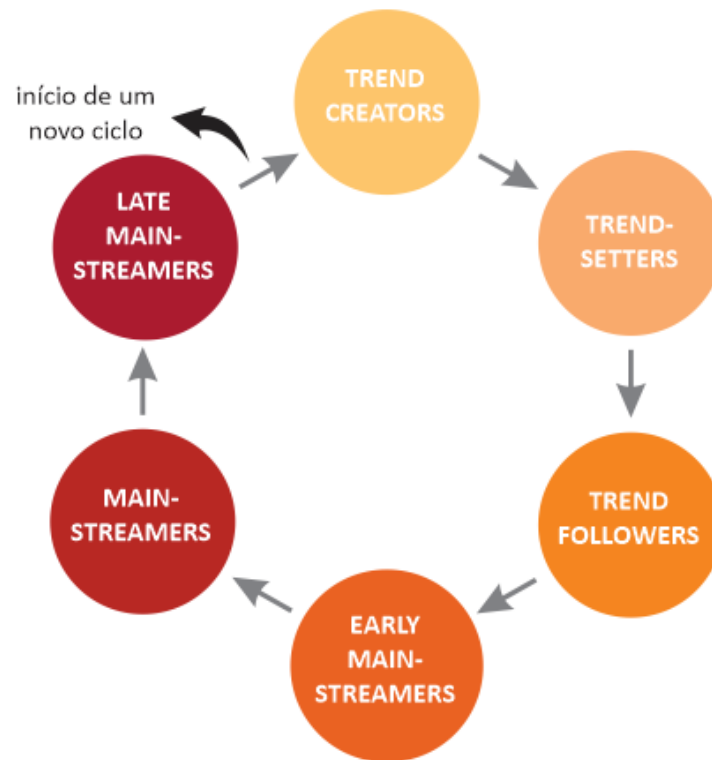 TREND
CREATORS
início de um
novo ciclo
LATE
MAIN-
STREAMERS
TREND-
SETTERS
MAIN-
STREAMERS
TREND
FOLLOWERS
EARLY
MAIN-
STREAMERS